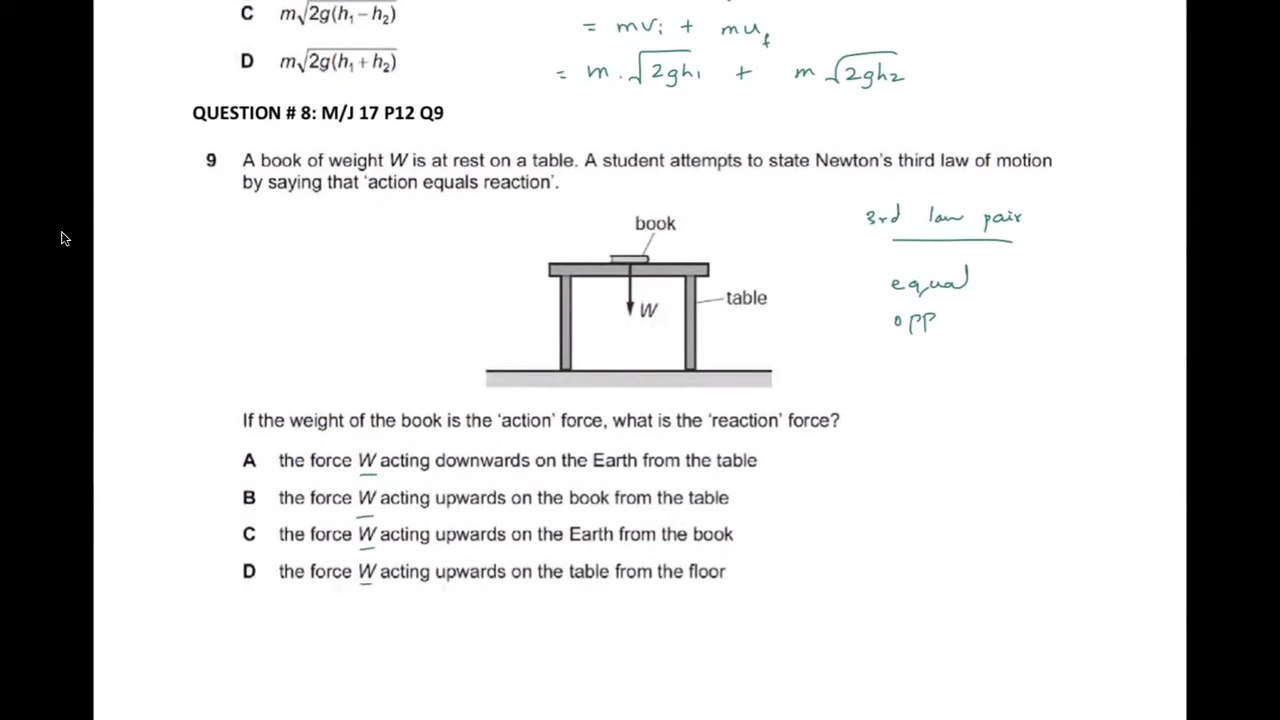 C m√2g(h₁ – h₂)
= mvᵢ + mu_f
D m√2g(h₁ + h₂)
= m . √2gh₁ + m √2gh₂
QUESTION # 8: M/J 17 P12 Q9
9 A book of weight W is at rest on a table. A student attempts to state Newton's third law of motion
by saying that 'action equals reaction'.
3rd law pair
book
equal
table
W
opp
If the weight of the book is the 'action' force, what is the 'reaction' force?
A the force W acting downwards on the Earth from the table
B the force W acting upwards on the book from the table
C the force W acting upwards on the Earth from the book
D the force W acting upwards on the table from the floor